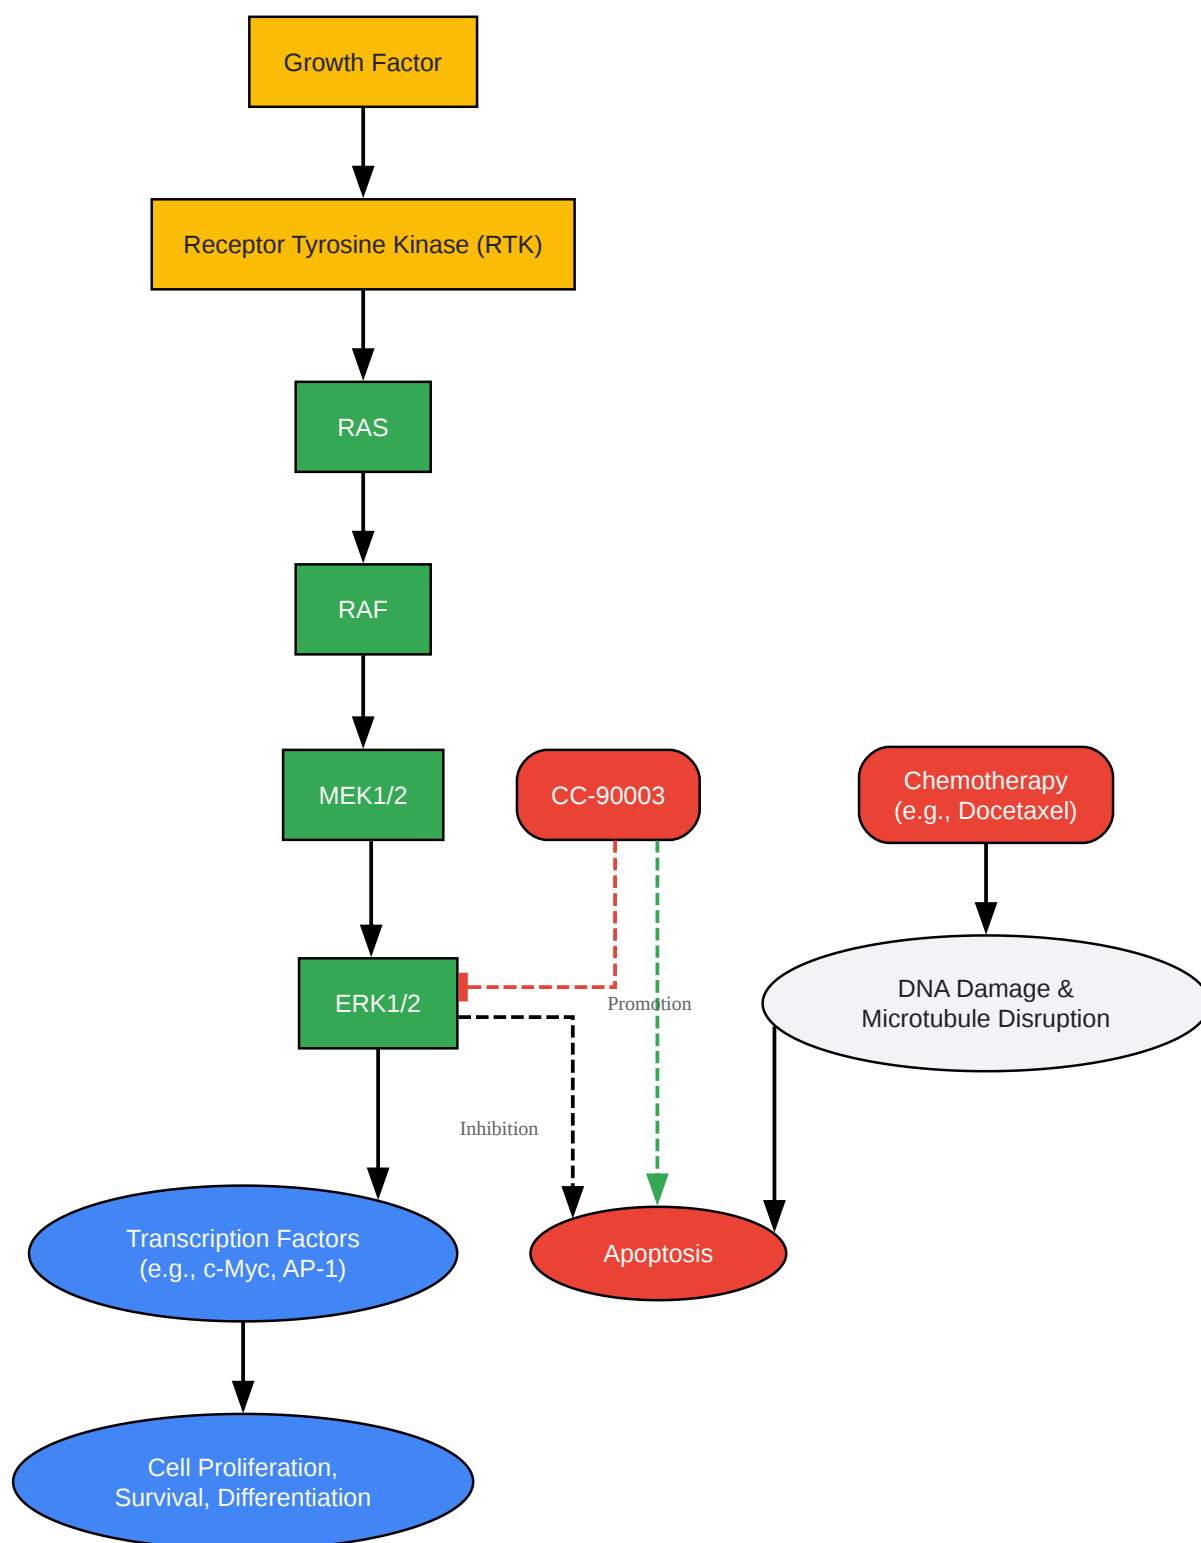 Growth Factor
Receptor Tyrosine Kinase (RTK)
RAS
RAF
MEK1/2
CC-90003
Chemotherapy
(e.g., Docetaxel)
ERK1/2
Promotion
DNA Damage &
Microtubule Disruption
Inhibition
Transcription Factors
(e.g., c-Myc, AP-1)
Apoptosis
Cell Proliferation,
Survival, Differentiation